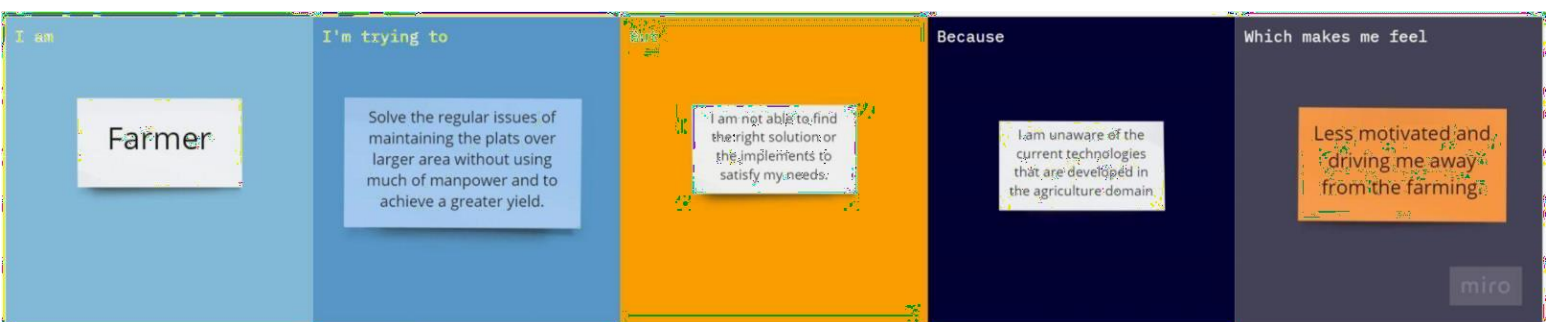 I am
Farmer
I'm trying to
Solve the regular issues of
maintaining the plats over
larger area without using
much of manpower and to
achieve a greater yield.
But
I am not able to find
the right solution or
the implements to
satisfy my needs.
Because
I am unaware of the
current technologies
that are developed in
the agriculture domain
Which makes me feel
Less motivated and
driving me away
from the farming.
miro